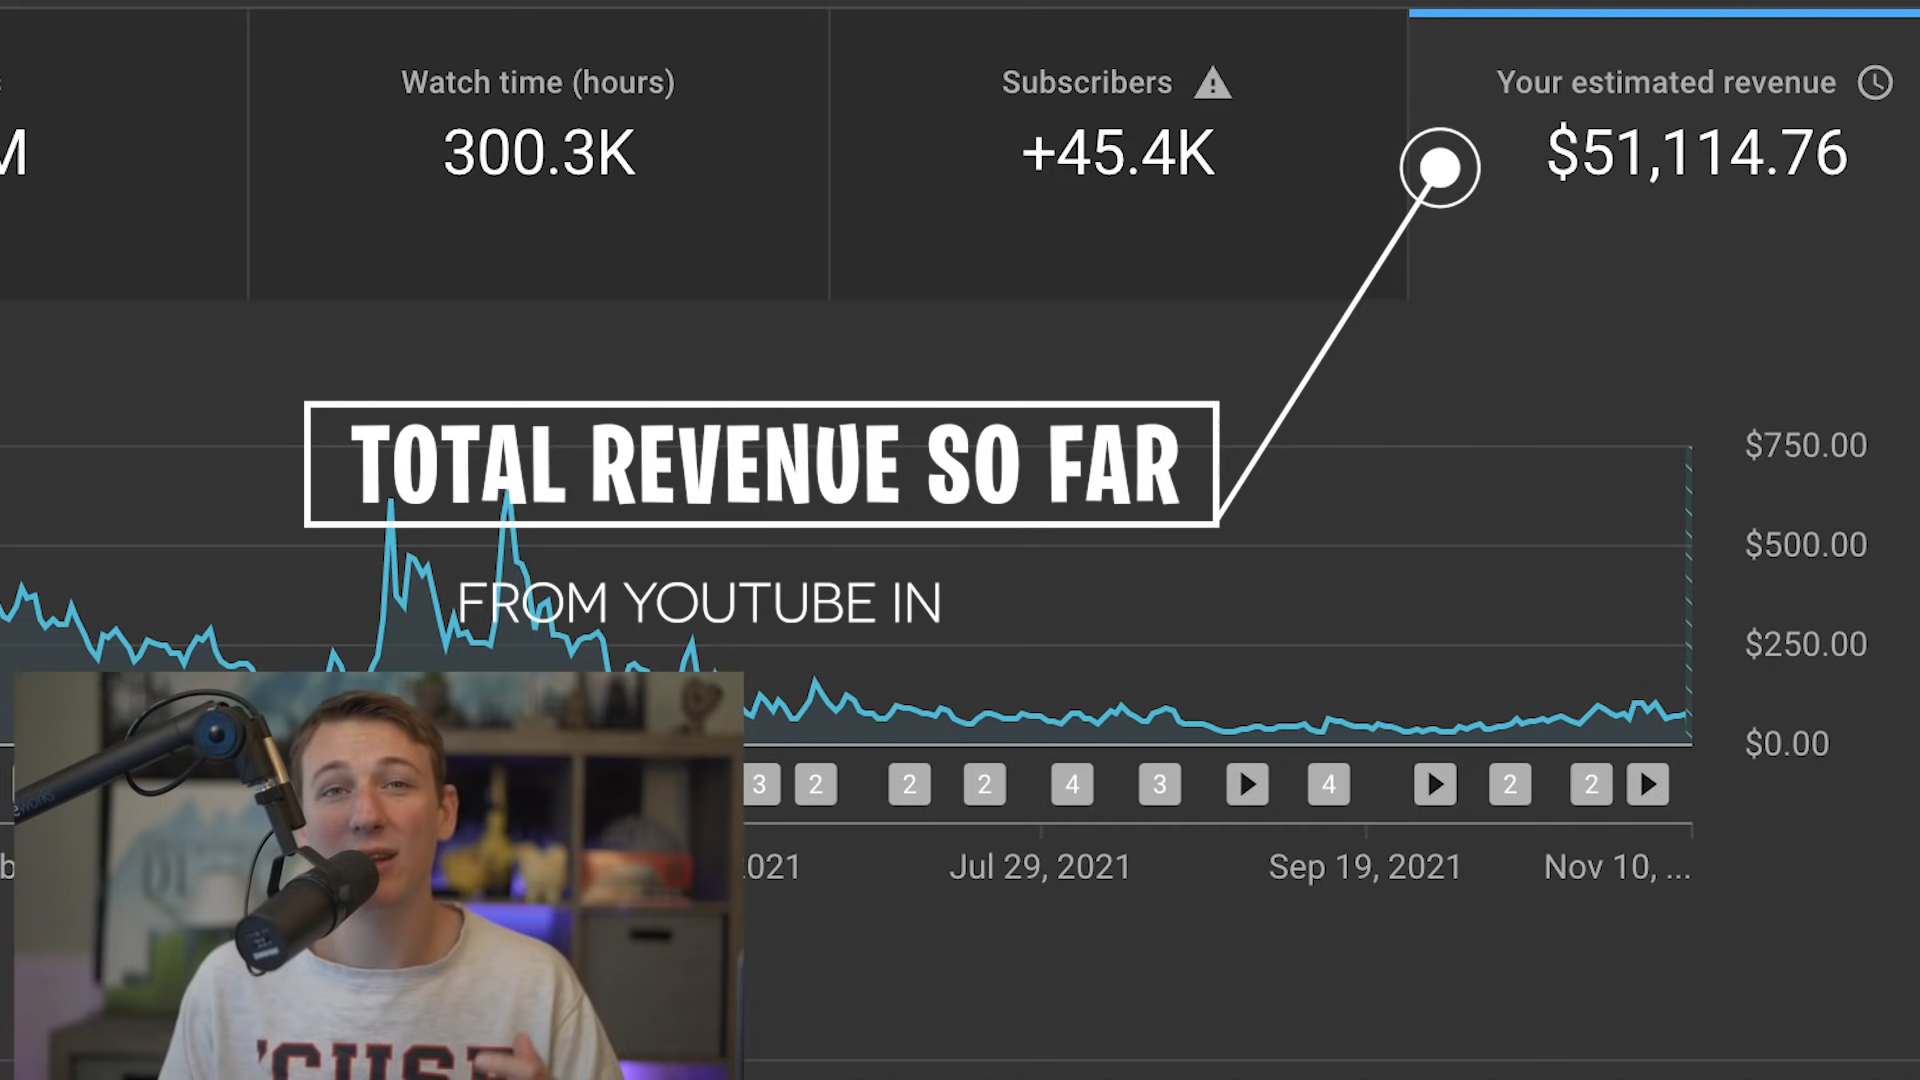 Watch time (hours)
Subscribers
Your estimated revenue
M
300.3K
+45.4K
$51,114.76
TOTAL REVENUE SO FAR
FROM YOUTUBE IN
$750.00
$500.00
$250.00
$0.00
3 2 2 2 4 3 4 2 2
2021
Jul 29, 2021
Sep 19, 2021
Nov 10, ...
'CUSE